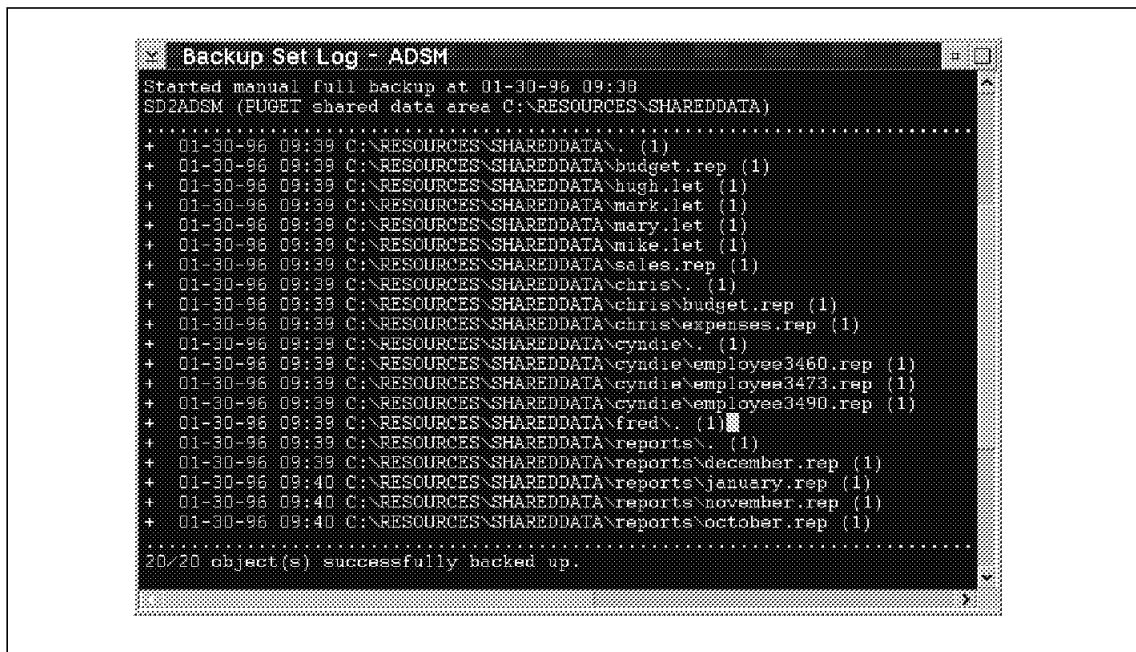 Backup Set Log - ADSM
Started manual full backup at 01-30-96 09:38
SD2ADSM (PUGET shared data area C:\RESOURCES\SHAREDDATA)
+ 01-30-96 09:39 C:\RESOURCES\SHAREDDATA\. (1)
+ 01-30-96 09:39 C:\RESOURCES\SHAREDDATA\budget.rep (1)
+ 01-30-96 09:39 C:\RESOURCES\SHAREDDATA\hugh.let (1)
+ 01-30-96 09:39 C:\RESOURCES\SHAREDDATA\mark.let (1)
+ 01-30-96 09:39 C:\RESOURCES\SHAREDDATA\mary.let (1)
+ 01-30-96 09:39 C:\RESOURCES\SHAREDDATA\mike.let (1)
+ 01-30-96 09:39 C:\RESOURCES\SHAREDDATA\sales.rep (1)
+ 01-30-96 09:39 C:\RESOURCES\SHAREDDATA\chris\. (1)
+ 01-30-96 09:39 C:\RESOURCES\SHAREDDATA\chris\budget.rep (1)
+ 01-30-96 09:39 C:\RESOURCES\SHAREDDATA\chris\expenses.rep (1)
+ 01-30-96 09:39 C:\RESOURCES\SHAREDDATA\cyndie\. (1)
+ 01-30-96 09:39 C:\RESOURCES\SHAREDDATA\cyndie\employee3460.rep (1)
+ 01-30-96 09:39 C:\RESOURCES\SHAREDDATA\cyndie\employee3473.rep (1)
+ 01-30-96 09:39 C:\RESOURCES\SHAREDDATA\cyndie\employee3490.rep (1)
+ 01-30-96 09:39 C:\RESOURCES\SHAREDDATA\fred\. (1)
+ 01-30-96 09:39 C:\RESOURCES\SHAREDDATA\reports\. (1)
+ 01-30-96 09:39 C:\RESOURCES\SHAREDDATA\reports\december.rep (1)
+ 01-30-96 09:40 C:\RESOURCES\SHAREDDATA\reports\january.rep (1)
+ 01-30-96 09:40 C:\RESOURCES\SHAREDDATA\reports\november.rep (1)
+ 01-30-96 09:40 C:\RESOURCES\SHAREDDATA\reports\october.rep (1)
20/20 object(s) successfully backed up.